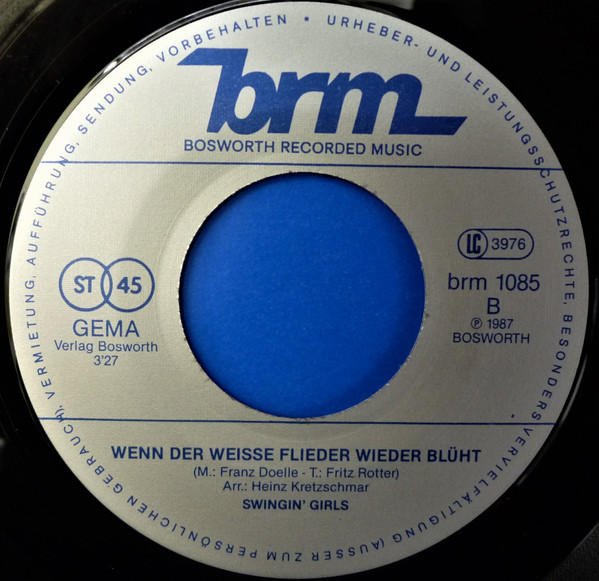 URHEBER- UND LEISTUNGSSCHUTZRECHTE, BESONDERS VERVIELFÄLTIGUNG (AUSSER ZUM PERSÖNLICHEN GEBRAUCH), VERMIETUNG, AUFFÜHRUNG, SENDUNG, VORBEHALTEN *
brm
BOSWORTH RECORDED MUSIC
LC 3976
ST 45
brm 1085
B
GEMA
Verlag Bosworth
3'27
℗ 1987
BOSWORTH
WENN DER WEISSE FLIEDER WIEDER BLÜHT
(M.: Franz Doelle - T.: Fritz Rotter)
Arr.: Heinz Kretzschmar
SWINGIN' GIRLS